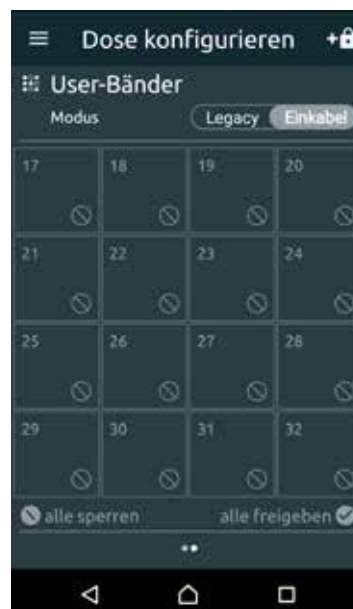 Dose konfigurieren
User-Bänder
Modus Legacy Einkabel
17 18 19 20
21 22 23 24
25 26 27 28
29 30 31 32
alle sperren alle freigeben